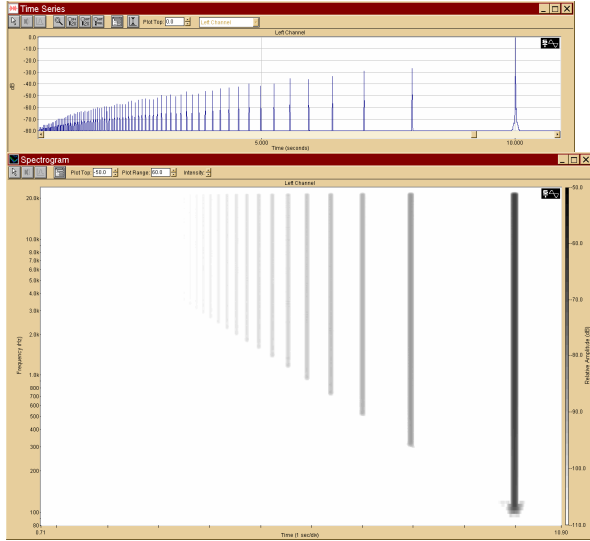 Time Series
Plot Top: 0.0 Left Channel
Left Channel
0.0
-10.0
-20.0
-30.0
-40.0
-50.0
-60.0
-70.0
-80.0
dB
5.000 10.000
Time (seconds)
Spectrogram
Plot Top: -50.0 Plot Range: 60.0 Intensity:
Left Channel
20.0k
10.0k
8.0k
7.0k
6.0k
5.0k
4.0k
3.0k
2.0k
1.0k
800
700
600
500
400
300
200
100
80
Frequency (Hz)
-50.0
-60.0
-70.0
-80.0
-90.0
-100.0
-110.0
Relative Amplitude (dB)
0.71 10.90
Time (1 sec/div)